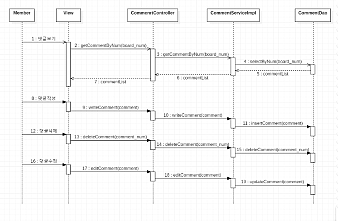 Member
View
CommentController
CommentServiceImpl
CommentDao
1 : 댓글보기
2 : getCommentByNum(board_num)
3 : getCommentByNum(board_num)
4 : selectByNum(board_num)
5 : commentList
6 : commentList
7 : commentList
8 : 댓글작성
9 : writeComment(comment)
10 : writeComment(comment)
11 : insertComment(comment)
12 : 댓글삭제
13 : deleteComment(comment_num)
14 : deleteComment(comment_num)
15 : deleteComment(comment_num)
16 : 댓글수정
17 : editComment(comment)
18 : editComment(comment)
19 : updateComment(comment)